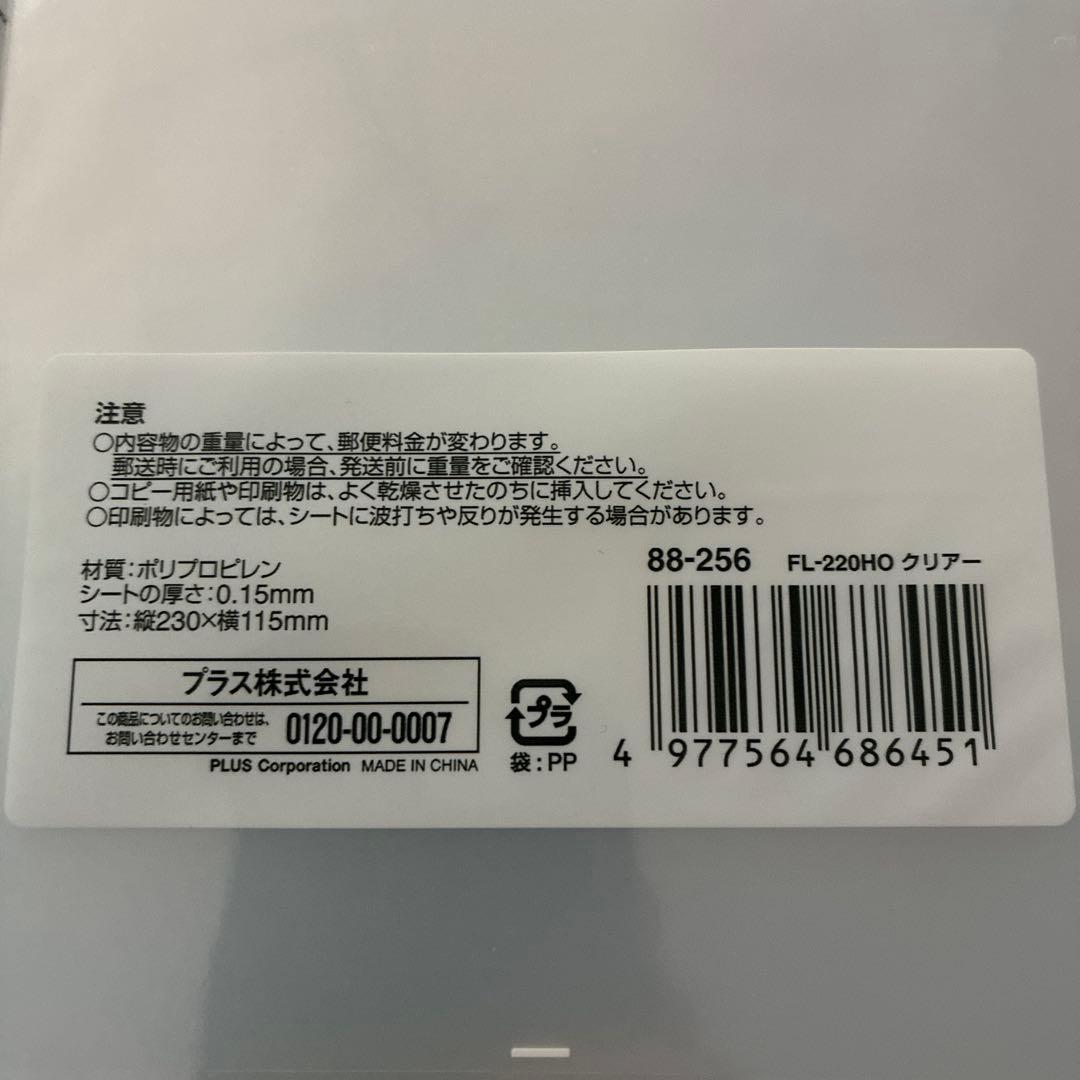 注意
○内容物の重量によって、郵便料金が変わります。
郵送時にご利用の場合、発送前に重量をご確認ください。
○コピー用紙や印刷物は、よく乾燥させたのちに挿入してください。
○印刷物によっては、シートに波打ちや反りが発生する場合があります。
材質:ポリプロピレン
シートの厚さ:0.15mm
寸法:縦230×横115mm
プラス株式会社
この商品についてのお問い合わせは、
お問い合わせセンターまで 0120-00-0007
PLUS Corporation MADE IN CHINA
プラ
袋:PP
88-256 FL-220HO クリアー
4 977564 686451